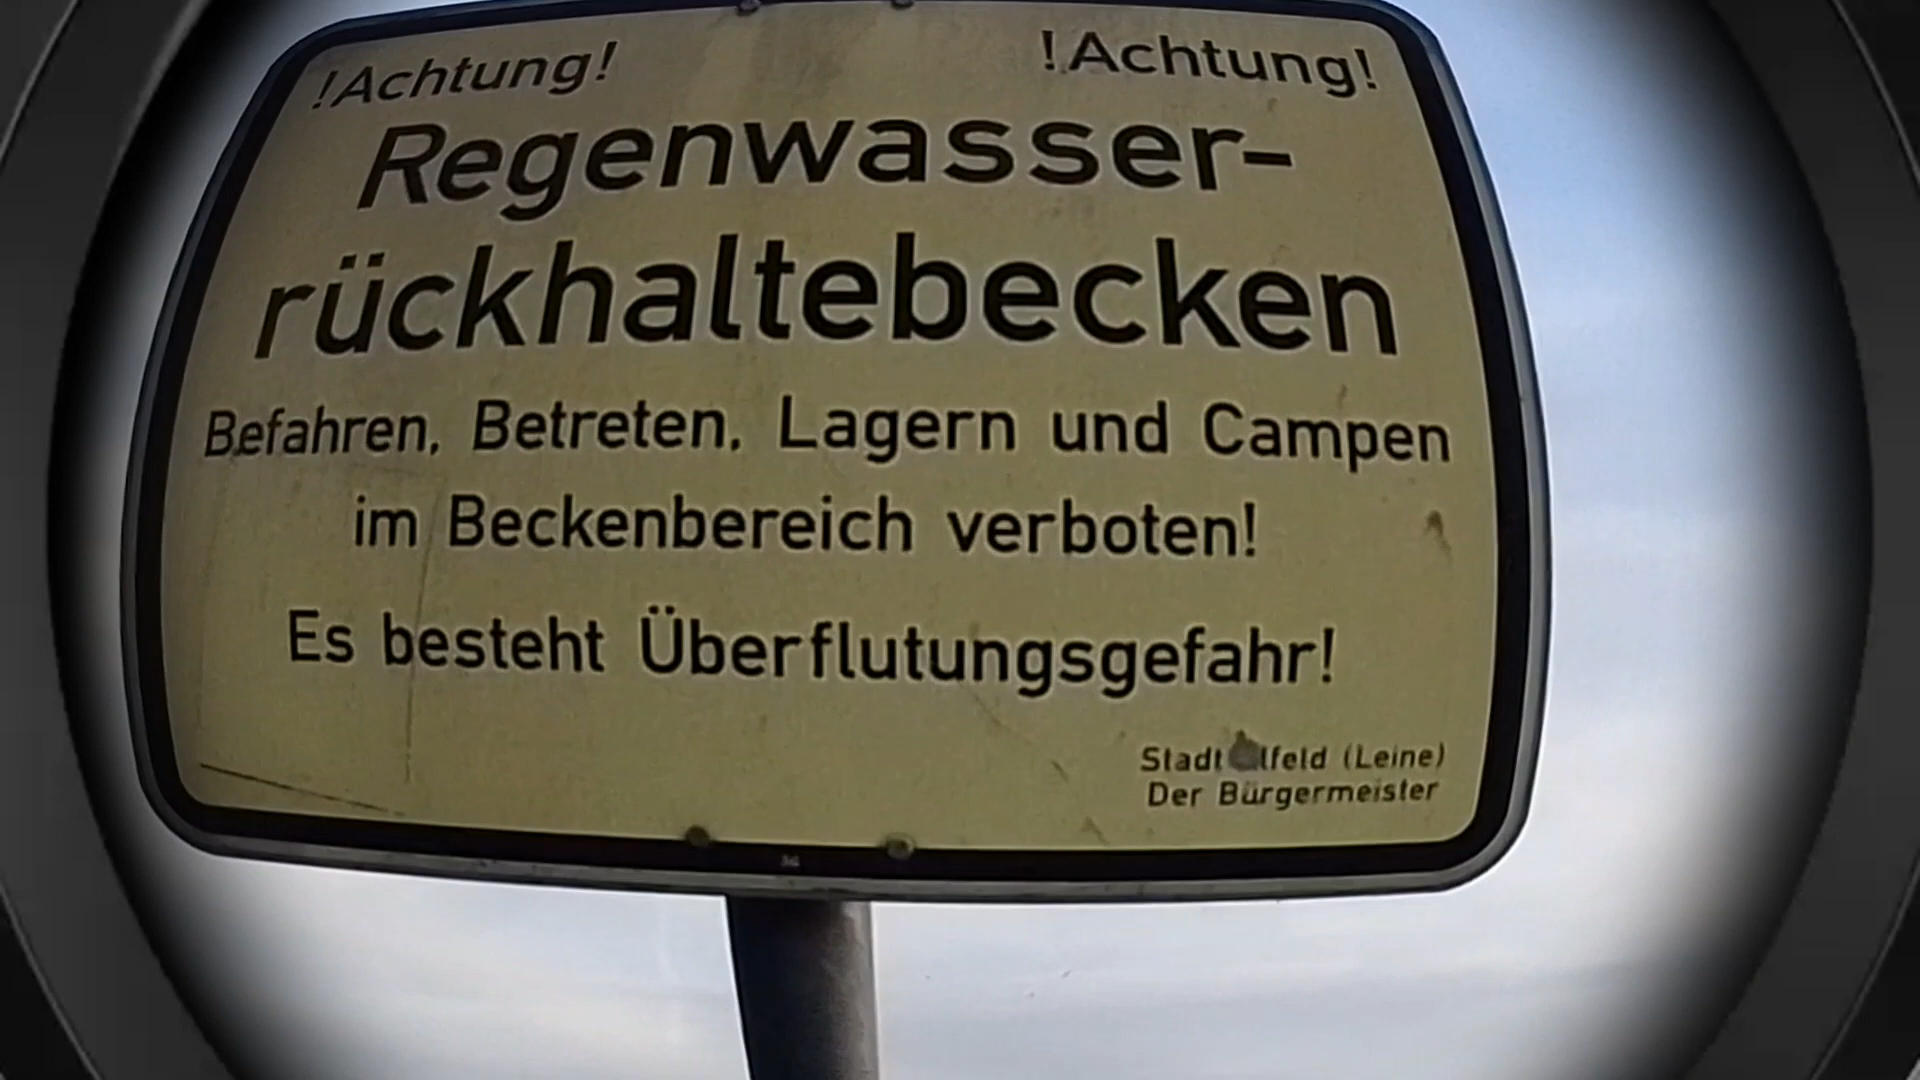 !Achtung! !Achtung!
Regenwasser-
rückhaltebecken
Befahren, Betreten, Lagern und Campen
im Beckenbereich verboten!
Es besteht Überflutungsgefahr!
Stadt Alfeld (Leine)
Der Bürgermeister